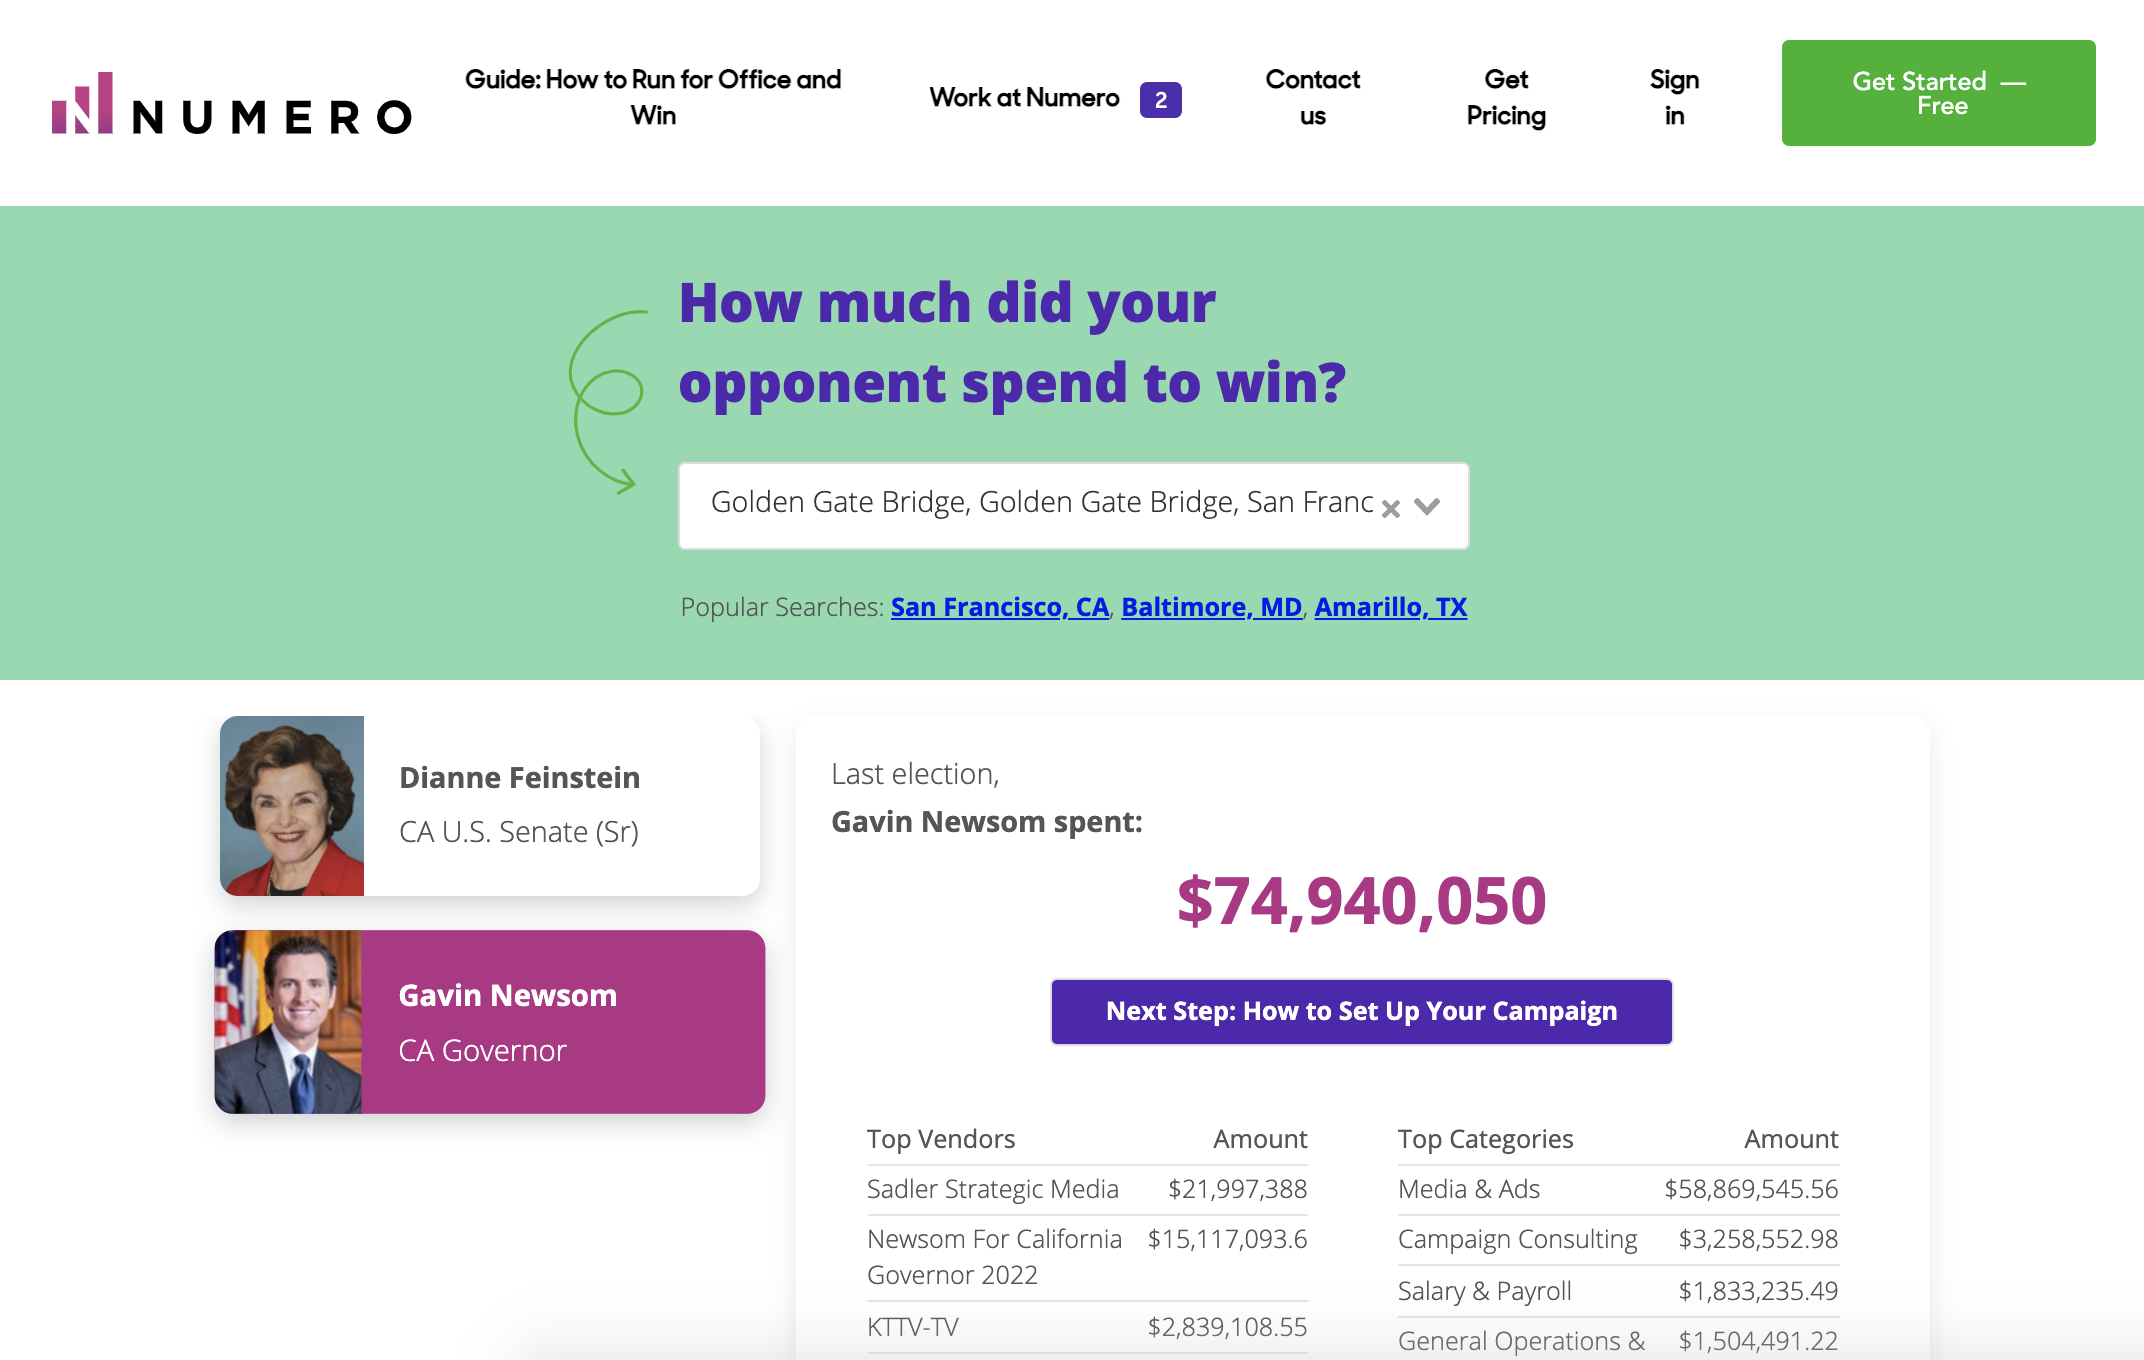 NUMERO
Guide: How to Run for Office and
Win
Work at Numero 2
Contact
us
Get
Pricing
Sign
in
Get Started —
Free
How much did your
opponent spend to win?
Golden Gate Bridge, Golden Gate Bridge, San Franc
Popular Searches: San Francisco, CA, Baltimore, MD, Amarillo, TX
Dianne Feinstein
CA U.S. Senate (Sr)
Gavin Newsom
CA Governor
Last election,
Gavin Newsom spent:
$74,940,050
Next Step: How to Set Up Your Campaign
Top Vendors Amount
Sadler Strategic Media $21,997,388
Newsom For California $15,117,093.6
Governor 2022
KTTV-TV $2,839,108.55
Top Categories Amount
Media & Ads $58,869,545.56
Campaign Consulting $3,258,552.98
Salary & Payroll $1,833,235.49
General Operations & $1,504,491.22